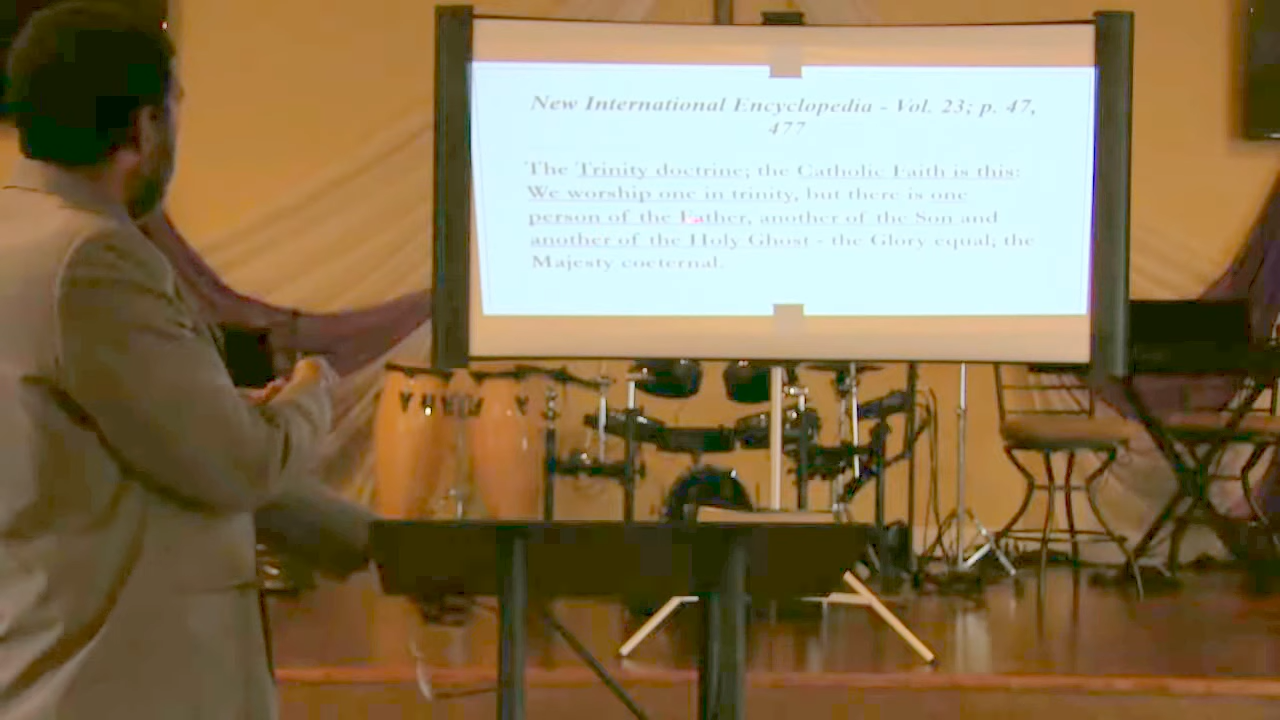 New International Encyclopedia - Vol. 23; p. 47,
477
The Trinity doctrine; the Catholic Faith is this:
We worship one in trinity, but there is one
person of the Father, another of the Son and
another of the Holy Ghost - the Glory equal; the
Majesty coeternal.